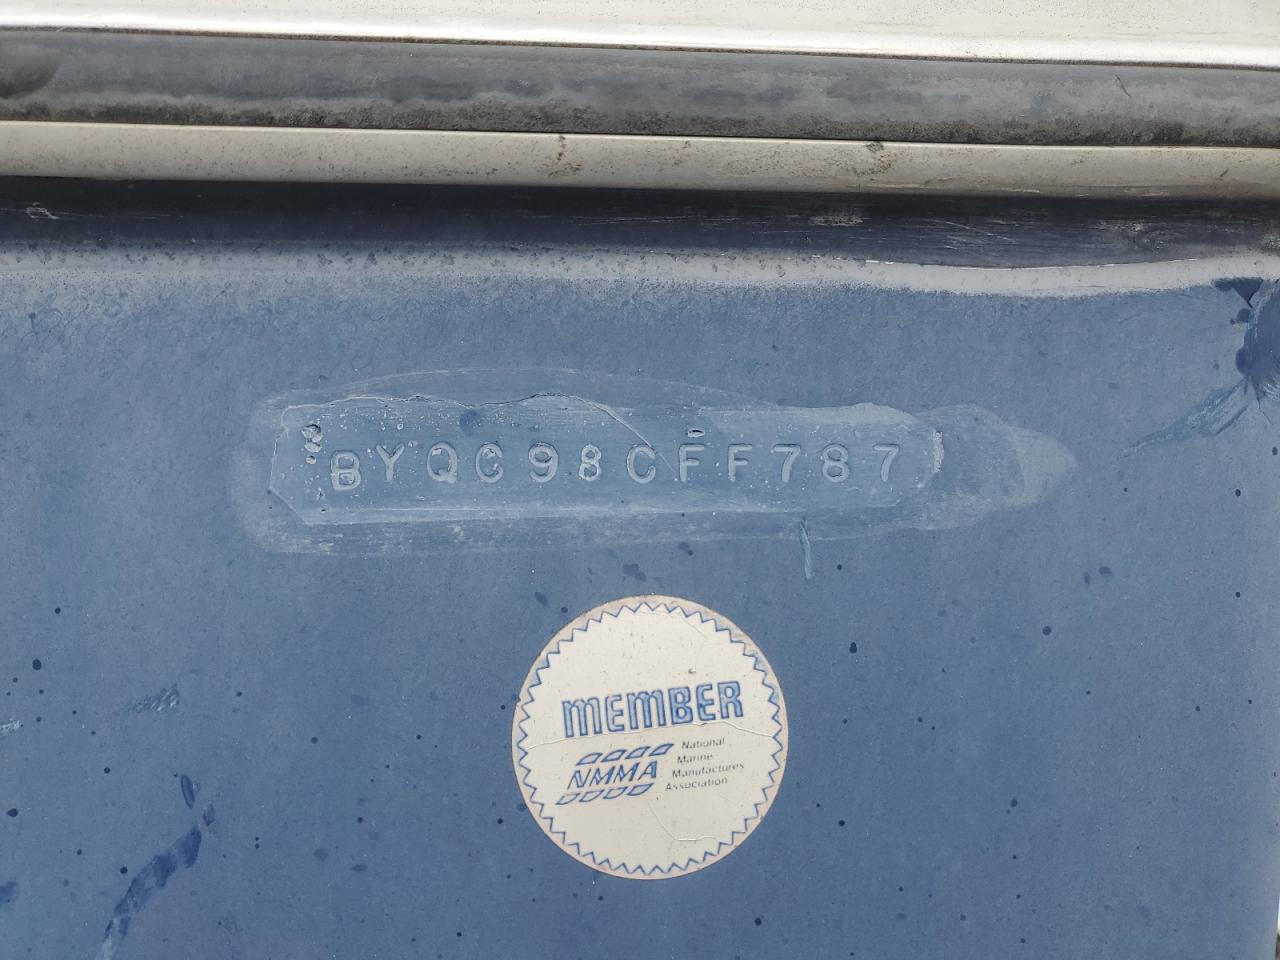 BYQC98CFF787
MEMBER
National
Marine
NMMA Manufactures
Association